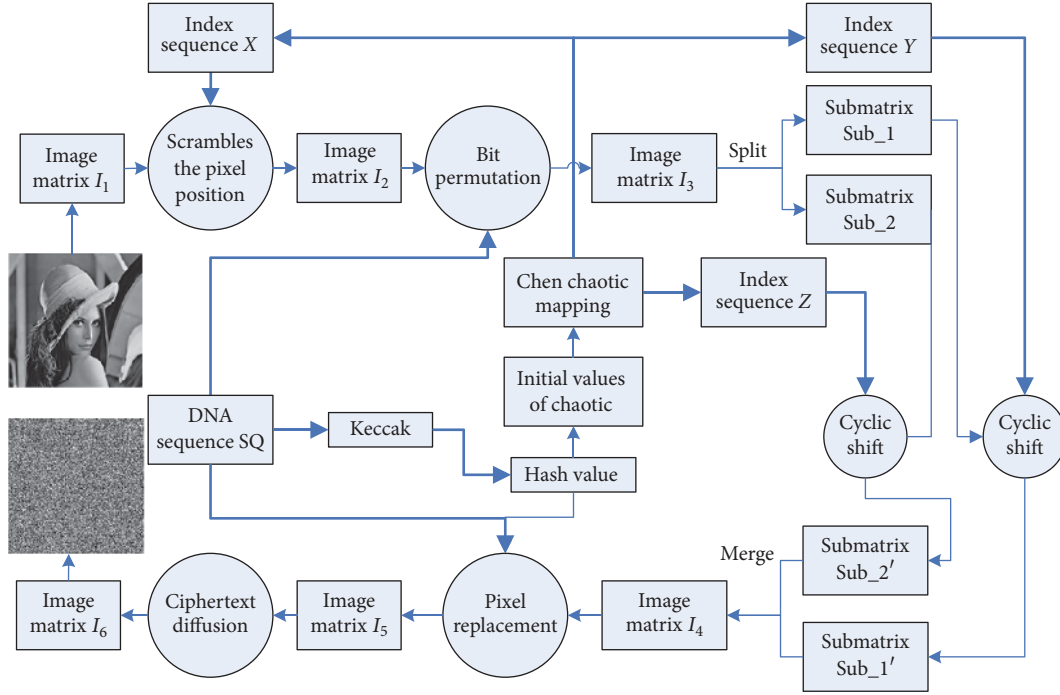 Index
sequence X
Index
sequence Y
Scrambles
the pixel
position
Image
matrix I₁
Image
matrix I₂
Bit
permutation
Image
matrix I₃
Split
Submatrix
Sub_1
Submatrix
Sub_2
Chen chaotic
mapping
Index
sequence Z
Initial values
of chaotic
DNA
sequence SQ
Keccak
Hash value
Cyclic
shift
Cyclic
shift
Merge
Submatrix
Sub_2′
Image
matrix I₆
Ciphertext
diffusion
Image
matrix I₅
Pixel
replacement
Image
matrix I₄
Submatrix
Sub_1′